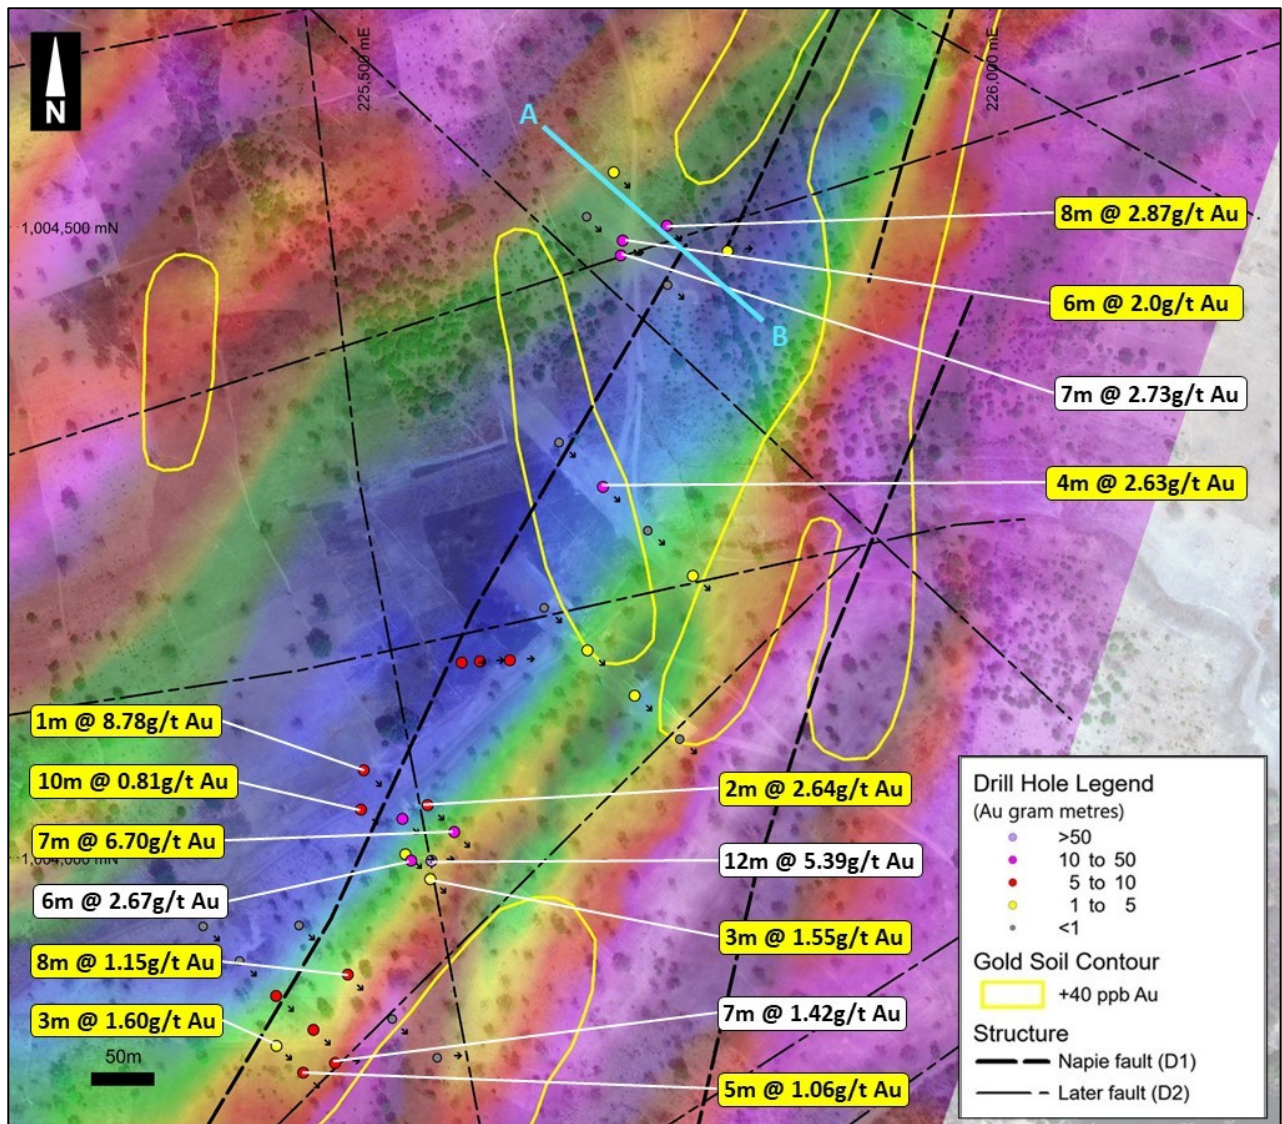 N
225,500 mE
226,000 mE
A
1,004,500 mN
8m @ 2.87g/t Au
6m @ 2.0g/t Au
B
7m @ 2.73g/t Au
4m @ 2.63g/t Au
1m @ 8.78g/t Au
10m @ 0.81g/t Au
2m @ 2.64g/t Au
7m @ 6.70g/t Au
1,004,000 mN
12m @ 5.39g/t Au
6m @ 2.67g/t Au
3m @ 1.55g/t Au
8m @ 1.15g/t Au
7m @ 1.42g/t Au
3m @ 1.60g/t Au
50m
5m @ 1.06g/t Au
Drill Hole Legend
(Au gram metres)
>50
10 to 50
5 to 10
1 to 5
<1
Gold Soil Contour
+40 ppb Au
Structure
Napie fault (D1)
Later fault (D2)